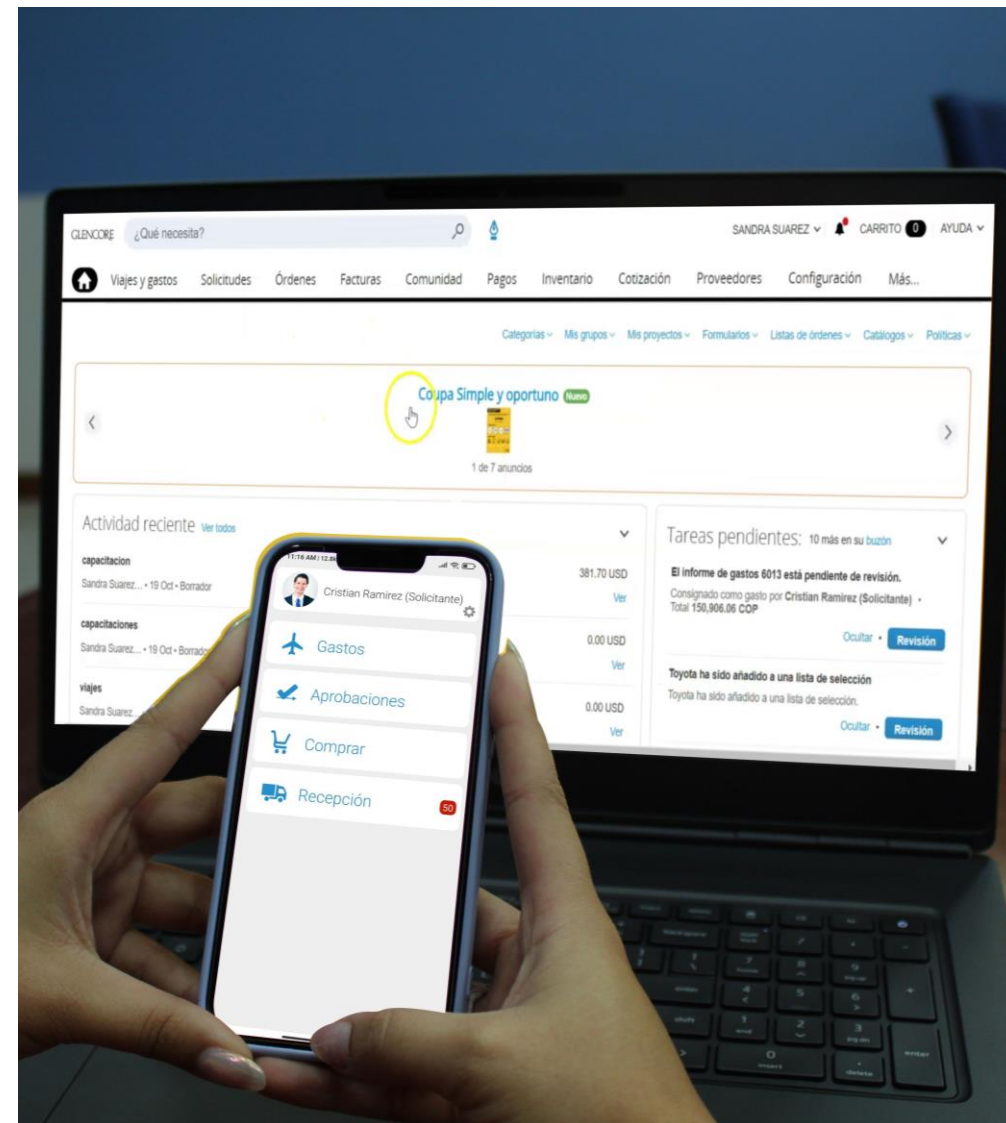 GLENCORE ¿Qué necesita? SANDRA SUAREZ CARRITO 0 AYUDA
Viajes y gastos Solicitudes Órdenes Facturas Comunidad Pagos Inventario Cotización Proveedores Configuración Más...
Categorías Mis grupos Mis proyectos Formularios Listas de órdenes Catálogos Políticas
Coupa Simple y oportuno Nuevo
1 de 7 anuncios
Actividad reciente Ver todos
capacitacion
Sandra Suarez... • 19 Oct • Borrador
381.70 USD
Ver
capacitaciones
Sandra Suarez... • 19 Oct • Borrador
0.00 USD
Ver
viajes
Sandra Suarez...
0.00 USD
Ver
Tareas pendientes: 10 más en su buzón
El informe de gastos 6013 está pendiente de revisión.
Consignado como gasto por Cristian Ramirez (Solicitante) •
Total 150,906.06 COP
Ocultar • Revisión
Toyota ha sido añadido a una lista de selección
Toyota ha sido añadido a una lista de selección.
Ocultar • Revisión
11:16 AM
Cristian Ramirez (Solicitante)
Gastos
Aprobaciones
Comprar
Recepción 50